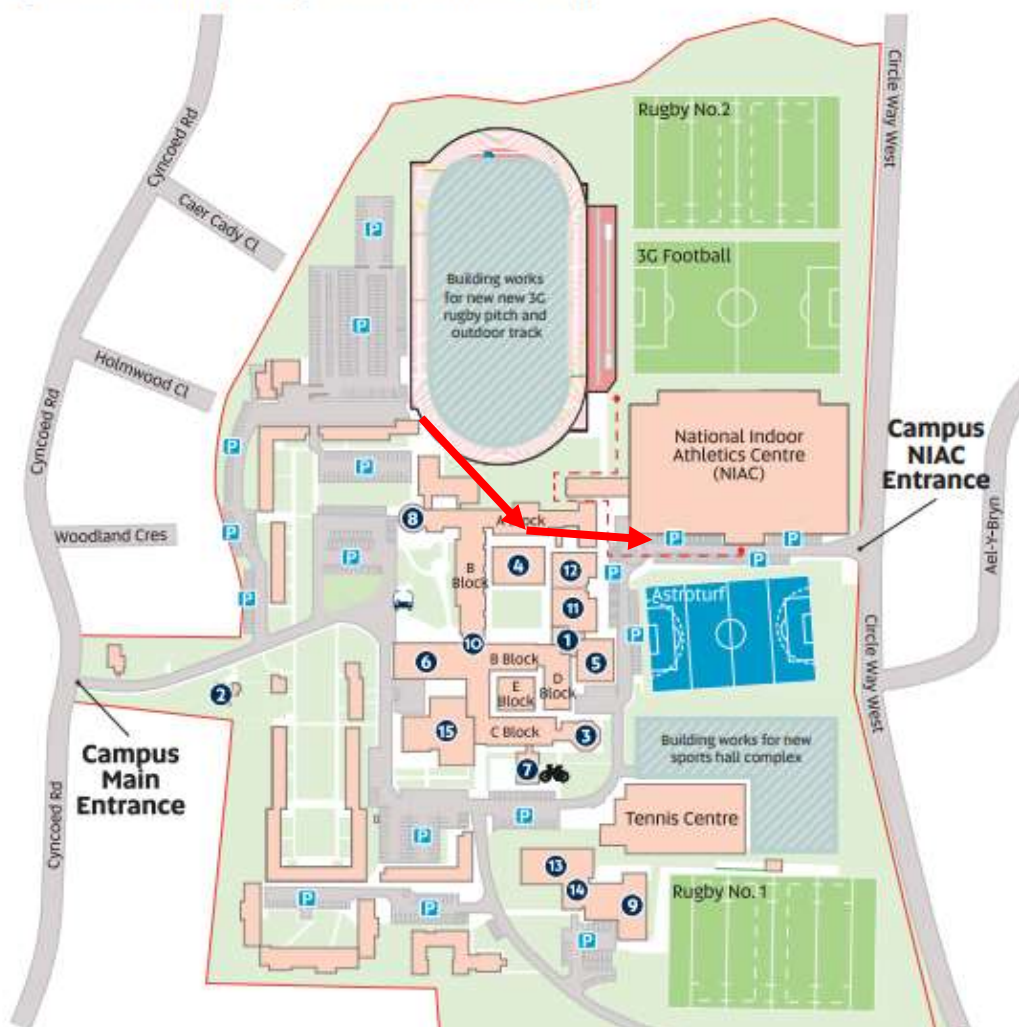 Rugby No.2
Circle Way West
Cyncoed Rd
Caer Cady Cl
P
3G Football
Building works
for new new 3G
rugby pitch and
outdoor track
P
Holmwood Cl
Cyncoed Rd
National Indoor
Athletics Centre
(NIAC)
Campus
NIAC
Entrance
P
P
8
A Block
Woodland Cres
P
P
P
P
P
Ael-Y-Bryn
B
Block
4
12
P
P
Astroturf
11
10
1
P
6
B Block
5
D
Block
E
Block
2
Circle Way West
15
C Block
3
Building works for new
sports hall complex
Campus
Main
Entrance
7
P
Cyncoed Rd
P
Tennis Centre
13
14
9
Rugby No. 1
P
P
P